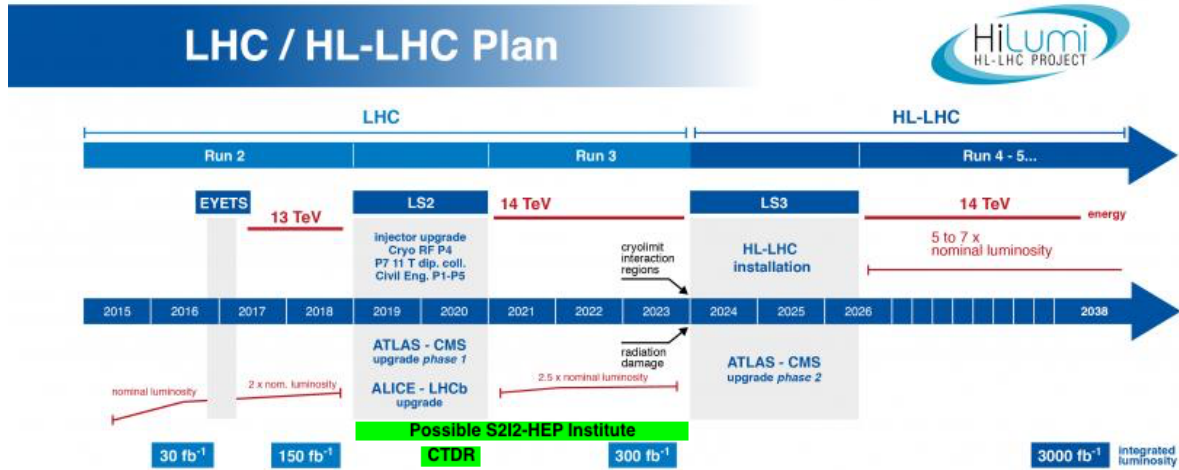 LHC / HL-LHC Plan
HiLumi
HL-LHC PROJECT
LHC
HL-LHC
Run 2
Run 3
Run 4 - 5...
EYETS
13 TeV
LS2
14 TeV
LS3
14 TeV
energy
injector upgrade
Cryo RF P4
P7 11 T dip. coll.
Civil Eng. P1-P5
cryolimit
interaction
regions
HL-LHC
installation
5 to 7 x
nominal luminosity
2015
2016
2017
2018
2019
2020
2021
2022
2023
2024
2025
2026
2038
ATLAS - CMS
upgrade phase 1
ALICE - LHCb
upgrade
radiation
damage
ATLAS - CMS
upgrade phase 2
nominal luminosity
2 x nom. luminosity
2.5 x nominal luminosity
Possible S2I2-HEP Institute
CTDR
30 fb⁻¹
150 fb⁻¹
300 fb⁻¹
3000 fb⁻¹
integrated
luminosity